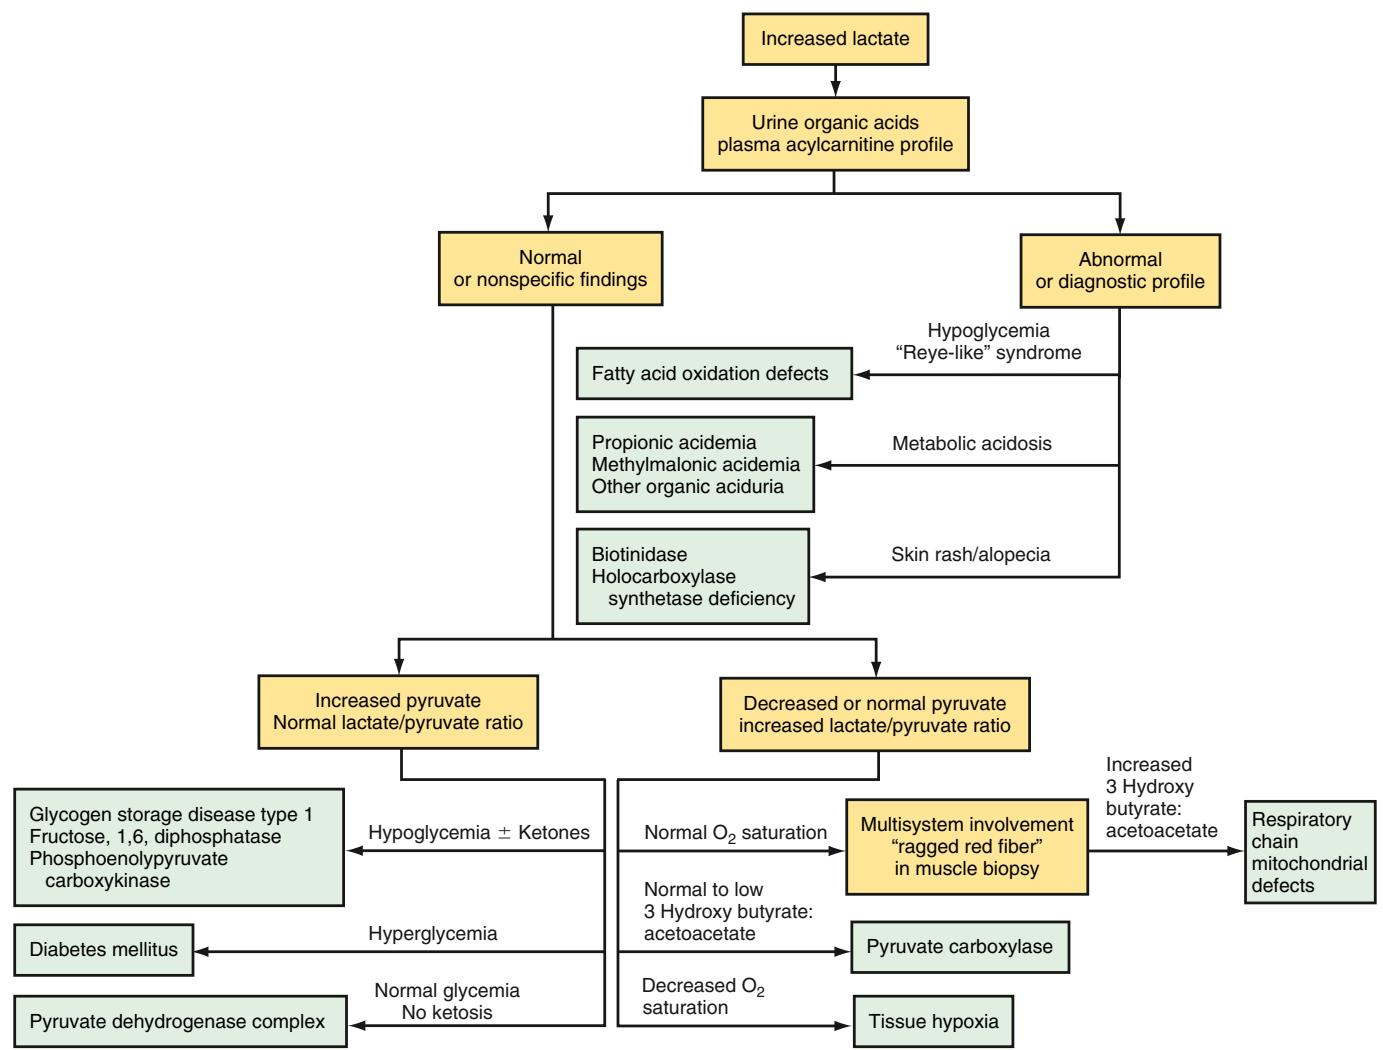 Increased lactate
Urine organic acids
plasma acylcarnitine profile
Normal
or nonspecific findings
Abnormal
or diagnostic profile
Hypoglycemia
“Reye-like” syndrome
Fatty acid oxidation defects
Propionic acidemia
Methylmalonic acidemia
Other organic aciduria
Metabolic acidosis
Biotinidase
Holocarboxylase
synthetase deficiency
Skin rash/alopecia
Increased pyruvate
Normal lactate/pyruvate ratio
Decreased or normal pyruvate
increased lactate/pyruvate ratio
Glycogen storage disease type 1
Fructose, 1,6, diphosphatase
Phosphoenolpyruvate
carboxykinase
Hypoglycemia ± Ketones
Diabetes mellitus
Hyperglycemia
Pyruvate dehydrogenase complex
Normal glycemia
No ketosis
Normal O2 saturation
Multisystem involvement
“ragged red fiber”
in muscle biopsy
Increased
3 Hydroxy
butyrate:
acetoacetate
Respiratory
chain
mitochondrial
defects
Normal to low
3 Hydroxy butyrate:
acetoacetate
Pyruvate carboxylase
Decreased O2
saturation
Tissue hypoxia